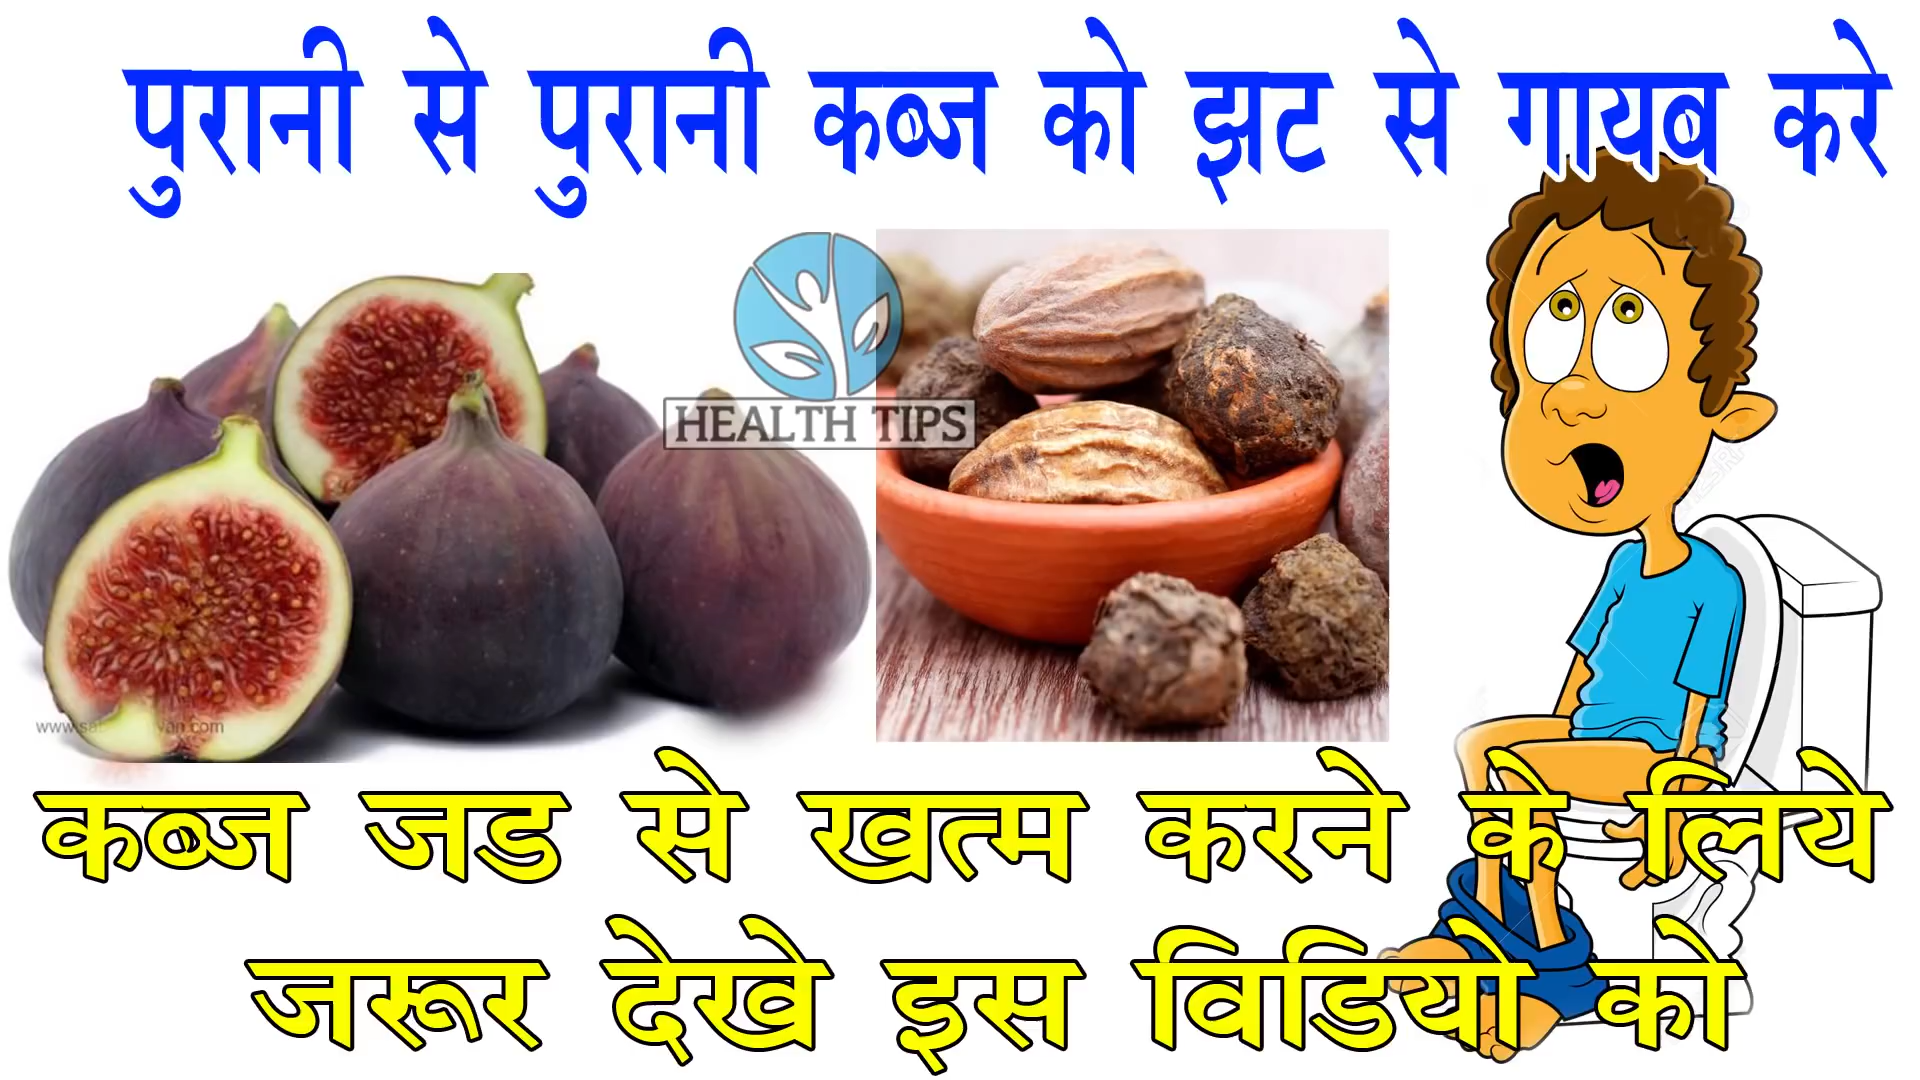 पुरानी से पुरानी कब्ज को झट से गायब करे
HEALTH TIPS
कब्ज जड से खत्म करने के लिये
जरूर देखे इस विडियो को